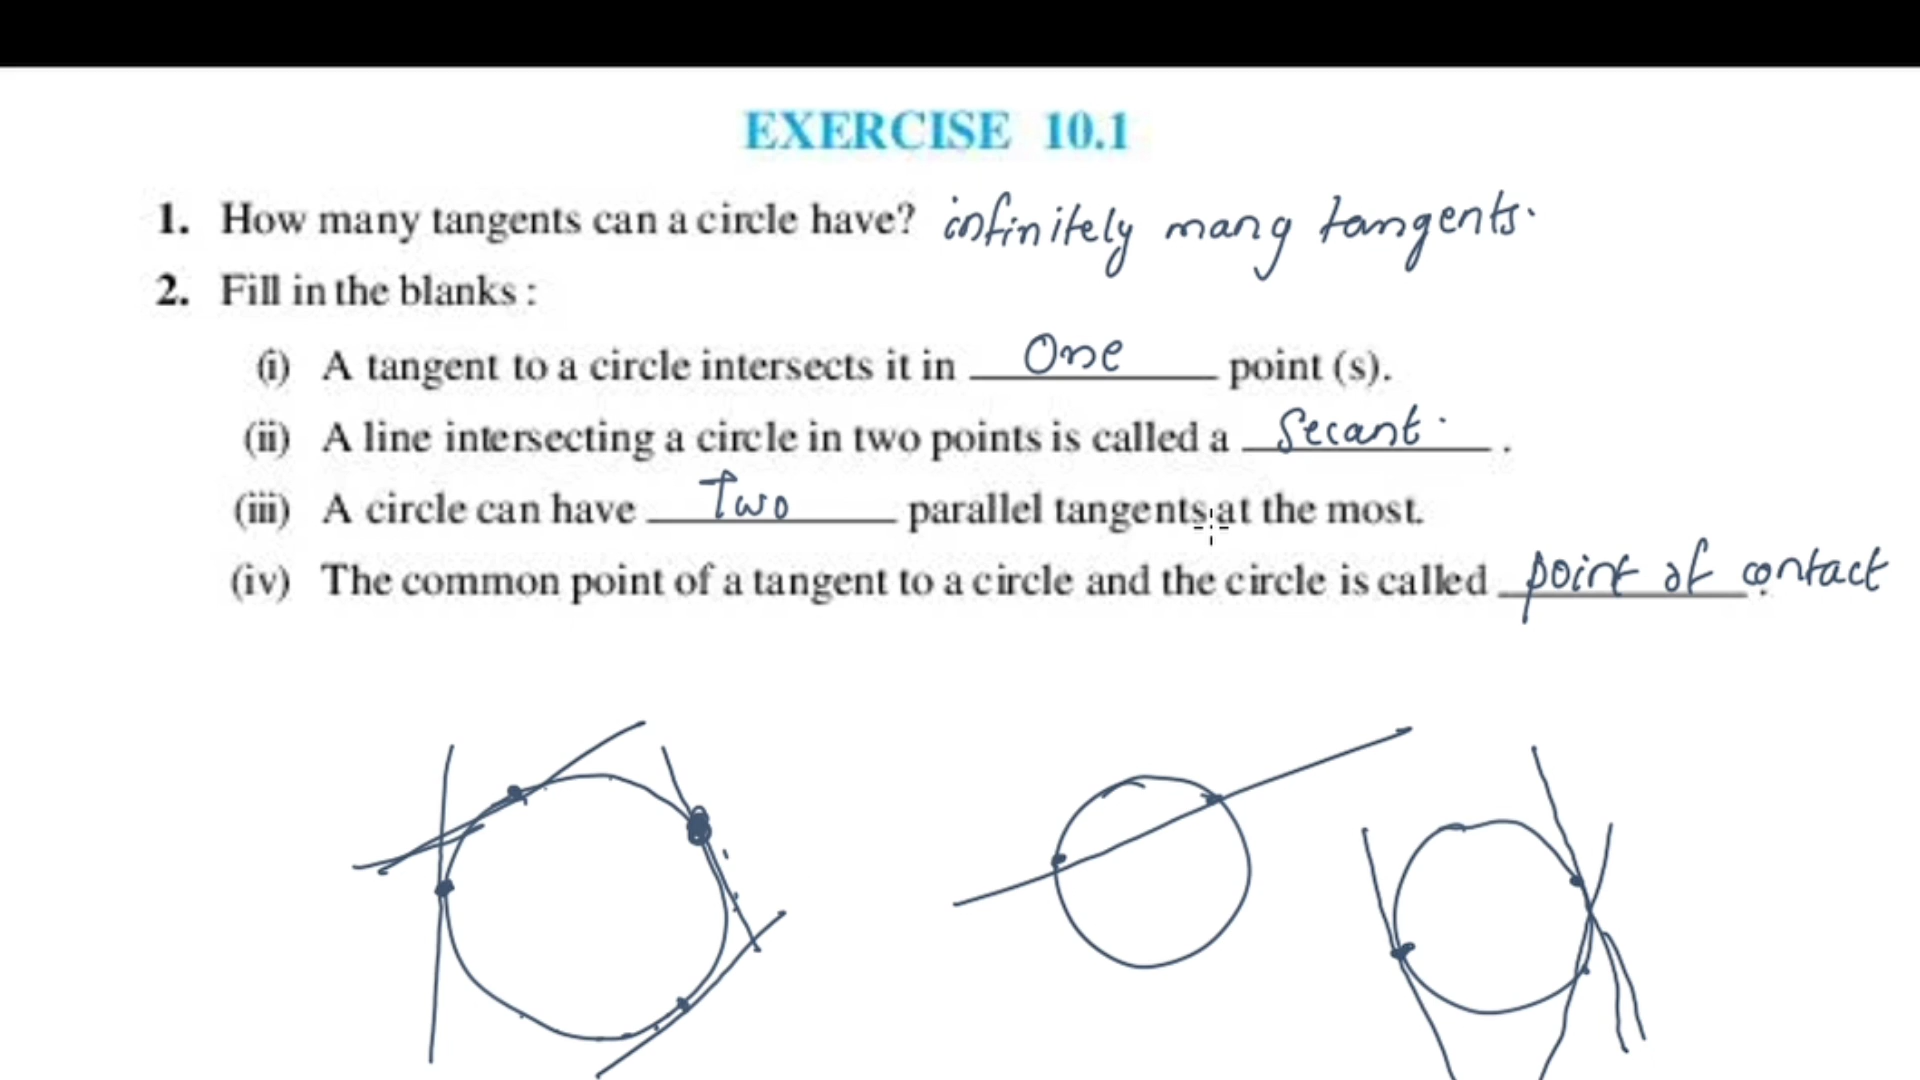 EXERCISE 10.1
1. How many tangents can a circle have? infinitely many tangents.
2. Fill in the blanks :
(i) A tangent to a circle intersects it in One point (s).
(ii) A line intersecting a circle in two points is called a Secant .
(iii) A circle can have Two parallel tangents at the most.
(iv) The common point of a tangent to a circle and the circle is called point of contact .